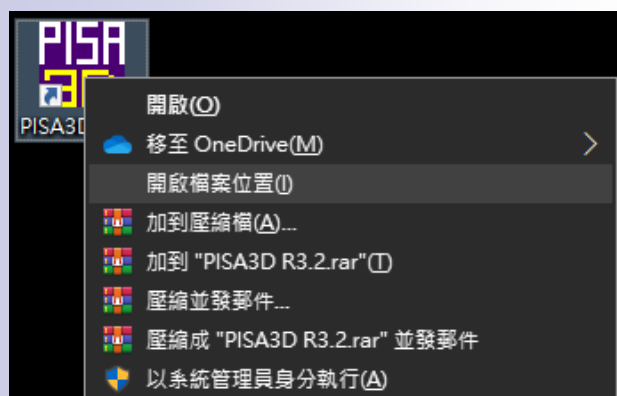 PISA
3D
PISA3D
開啟(O)
移至 OneDrive(M)
開啟檔案位置(I)
加到壓縮檔(A)...
加到 "PISA3D R3.2.rar"(T)
壓縮並發郵件...
壓縮成 "PISA3D R3.2.rar" 並發郵件
以系統管理員身分執行(A)